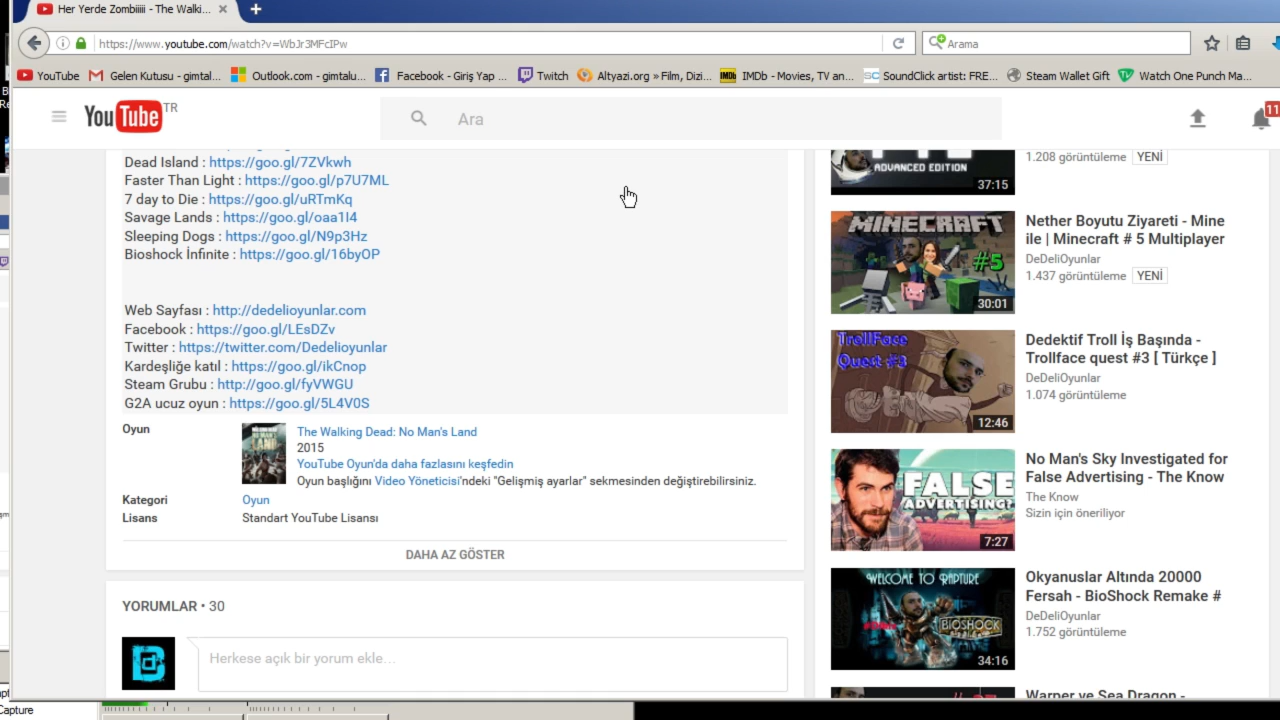 Her Yerde Zombiiiii - The Walki...
https://www.youtube.com/watch?v=WbJr3MFcIPw
Arama
YouTube
Gelen Kutusu - gimtal...
Outlook.com - gimtalu...
Facebook - Giriş Yap ...
Twitch
Altyazi.org » Film, Dizi...
IMDb - Movies, TV an...
SoundClick artist: FRE...
Steam Wallet Gift
Watch One Punch Ma...
YouTube TR
Ara
11
Dead Island : https://goo.gl/7ZVkwh
Faster Than Light : https://goo.gl/p7U7ML
7 day to Die : https://goo.gl/uRTmKq
Savage Lands : https://goo.gl/oaa1I4
Sleeping Dogs : https://goo.gl/N9p3Hz
Bioshock İnfinite : https://goo.gl/16byOP
Web Sayfası : http://dedelioyunlar.com
Facebook : https://goo.gl/LEsDZv
Twitter : https://twitter.com/Dedelioyunlar
Kardeşliğe katıl : https://goo.gl/ikCnop
Steam Grubu : http://goo.gl/fyVWGU
G2A ucuz oyun : https://goo.gl/5L4V0S
Oyun
The Walking Dead: No Man's Land
2015
YouTube Oyun'da daha fazlasını keşfedin
Oyun başlığını Video Yöneticisi'ndeki "Gelişmiş ayarlar" sekmesinden değiştirebilirsiniz.
Kategori Oyun
Lisans Standart YouTube Lisansı
DAHA AZ GÖSTER
YORUMLAR • 30
Herkese açık bir yorum ekle...
ADVANCED EDITION
37:15
1.208 görüntüleme YENİ
MINECRAFT
#5
30:01
Nether Boyutu Ziyareti - Mine
ile | Minecraft # 5 Multiplayer
DeDeliOyunlar
1.437 görüntüleme YENİ
TrollFace
Quest #3
12:46
Dedektif Troll İş Başında -
Trollface quest #3 [ Türkçe ]
DeDeliOyunlar
1.074 görüntüleme
FALSE
ADVERTISING?
7:27
No Man's Sky Investigated for
False Advertising - The Know
The Know
Sizin için öneriliyor
WELCOME TO RAPTURE
BIOSHOCK
34:16
Okyanuslar Altında 20000
Fersah - BioShock Remake #
DeDeliOyunlar
1.752 görüntüleme
Warper ve Sea Dragon -
Capture